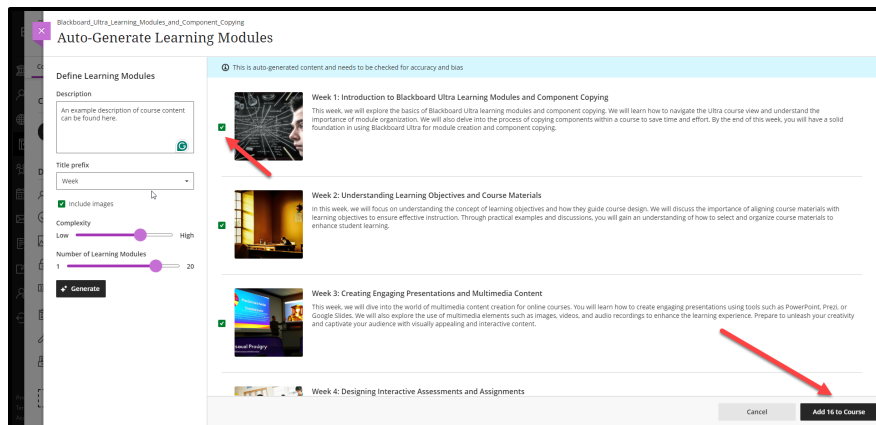 Blackboard_Ultra_Learning_Modules_and_Component_Copying
Auto-Generate Learning Modules
Define Learning Modules
Description
An example description of course content
can be found here.
Title prefix
Week
Include images
Complexity
Low
High
Number of Learning Modules
1
20
Generate
This is auto-generated content and needs to be checked for accuracy and bias
Week 1: Introduction to Blackboard Ultra Learning Modules and Component Copying
This week, we will explore the basics of Blackboard Ultra learning modules and component copying. We will learn how to navigate the Ultra course view and understand the
importance of module organization. We will also delve into the process of copying components within a course to save time and effort. By the end of this week, you will have a solid
foundation in using Blackboard Ultra for module creation and component copying.
Week 2: Understanding Learning Objectives and Course Materials
In this week, we will focus on understanding the concept of learning objectives and how they guide course design. We will discuss the importance of aligning course materials with
learning objectives to ensure effective instruction. Through practical examples and discussions, you will gain an understanding of how to select and organize course materials to
enhance student learning.
Week 3: Creating Engaging Presentations and Multimedia Content
This week, we will dive into the world of multimedia content creation for online courses. You will learn how to create engaging presentations using tools such as PowerPoint, Prezi, or
Google Slides. We will also explore the use of multimedia elements such as images, videos, and audio recordings to enhance the learning experience. Prepare to unleash your creativity
and captivate your audience with visually appealing and interactive content.
Week 4: Designing Interactive Assessments and Assignments
Cancel
Add 16 to Course